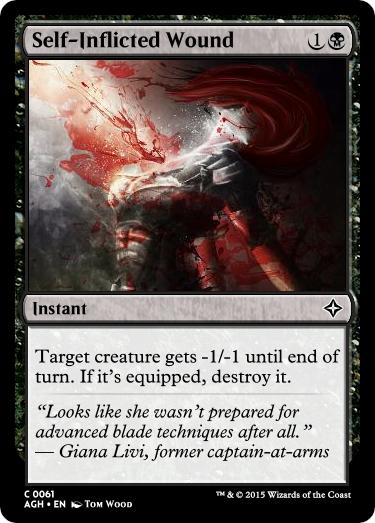 Self-Inflicted Wound 1
Instant
Target creature gets -1/-1 until end of
turn. If it's equipped, destroy it.
“Looks like she wasn't prepared for
advanced blade techniques after all.”
— Giana Livi, former captain-at-arms
C 0061
AGH • EN Tom Wood
™ & © 2015 Wizards of the Coast